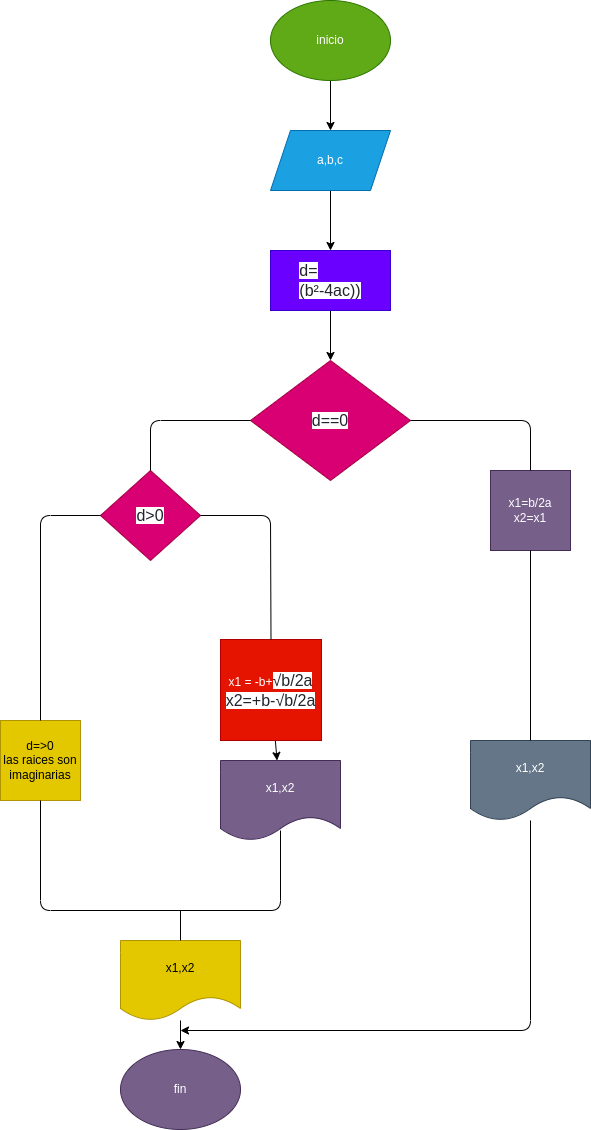 inicio
a,b,c
d=
(b²-4ac))
d==0
d>0
x1=b/2a
x2=x1
x1 = -b+√b/2a
x2=+b-√b/2a
d=>0
las raices son
imaginarias
x1,x2
x1,x2
x1,x2
fin